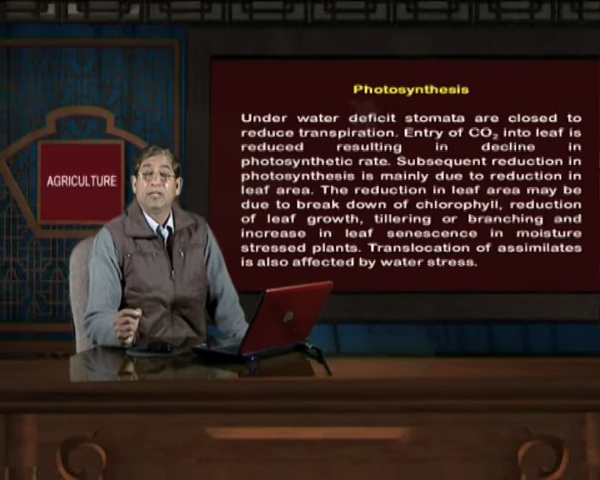 Photosynthesis
Under water deficit stomata are closed to
reduce transpiration. Entry of CO₂ into leaf is
reduced resulting in decline in
photosynthetic rate. Subsequent reduction in
photosynthesis is mainly due to reduction in
leaf area. The reduction in leaf area may be
due to break down of chlorophyll, reduction
of leaf growth, tillering or branching and
increase in leaf senescence in moisture
stressed plants. Translocation of assimilates
is also affected by water stress.
AGRICULTURE